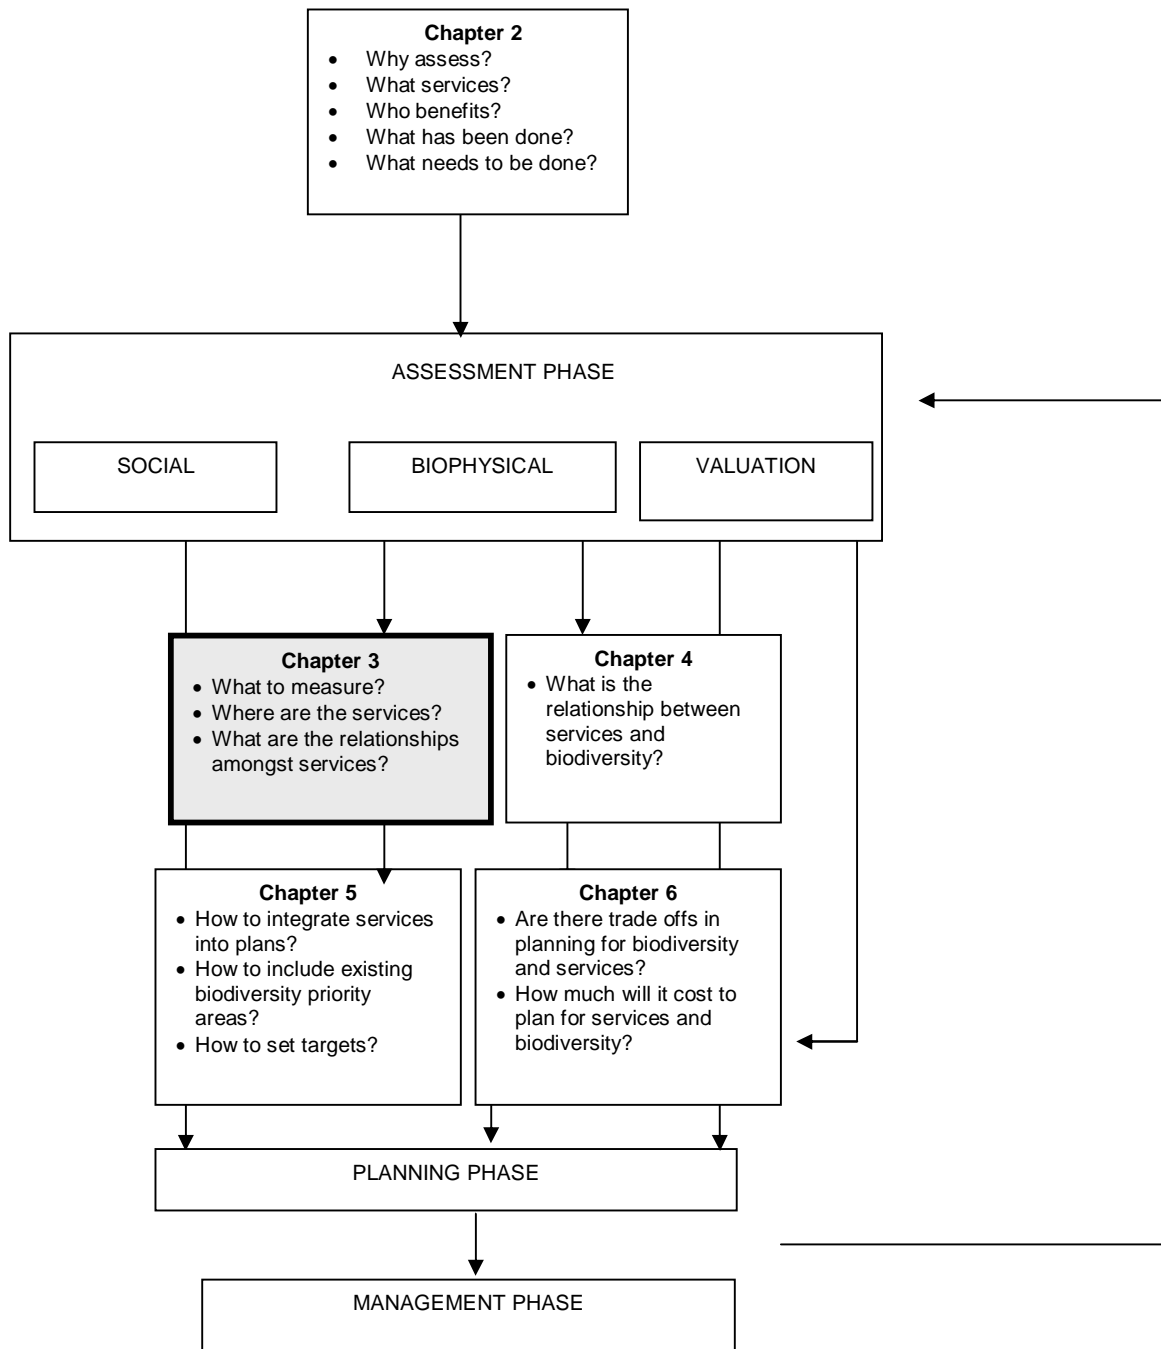 Chapter 2
• Why assess?
• What services?
• Who benefits?
• What has been done?
• What needs to be done?
ASSESSMENT PHASE
SOCIAL
BIOPHYSICAL
VALUATION
Chapter 3
• What to measure?
• Where are the services?
• What are the relationships
amongst services?
Chapter 4
• What is the
relationship between
services and
biodiversity?
Chapter 5
• How to integrate services
into plans?
• How to include existing
biodiversity priority
areas?
• How to set targets?
Chapter 6
• Are there trade offs in
planning for biodiversity
and services?
• How much will it cost to
plan for services and
biodiversity?
PLANNING PHASE
MANAGEMENT PHASE